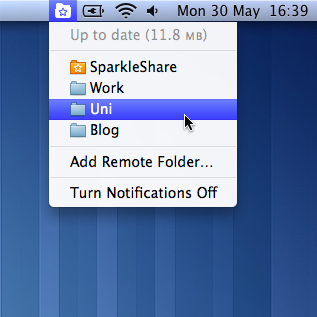 Mon 30 May 16:39
Up to date (11.8 MB)
SparkleShare
Work
Uni
Blog
Add Remote Folder...
Turn Notifications Off